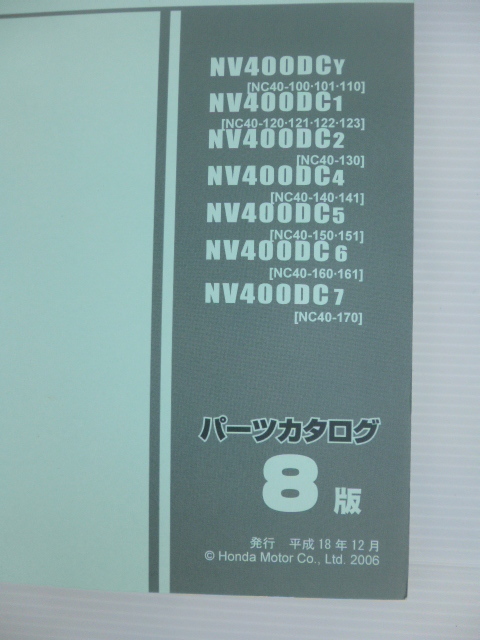 NV400DCY
[NC40-100·101·110]
NV400DC1
[NC40-120·121·122·123]
NV400DC2
[NC40-130]
NV400DC4
[NC40-140·141]
NV400DC5
[NC40-150·151]
NV400DC6
[NC40-160·161]
NV400DC7
[NC40-170]
パーツカタログ
8版
発行 平成18年12月
© Honda Motor Co., Ltd. 2006